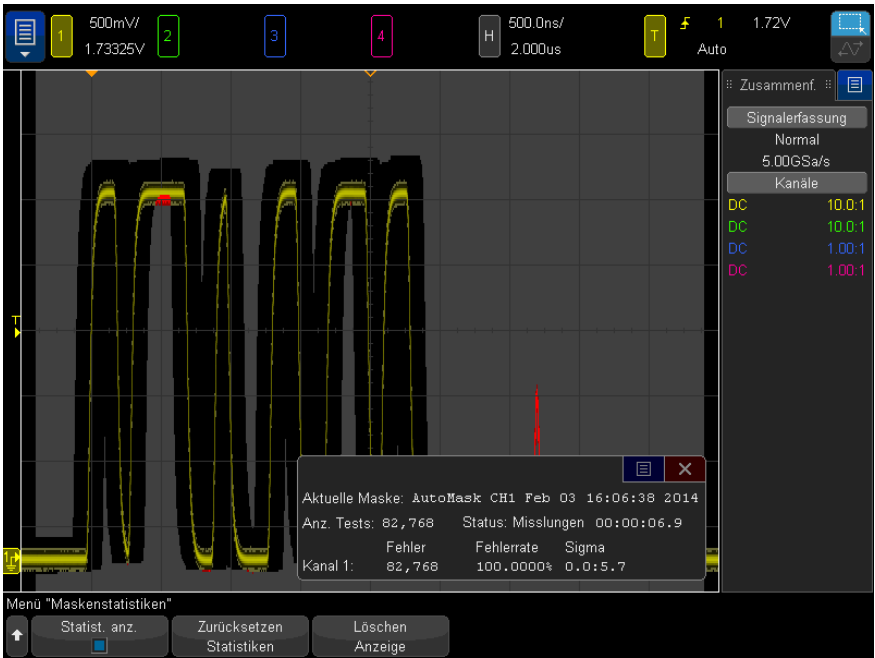 1 500mV/ 1.73325V
2
3
4
H 500.0ns/ 2.000us
T 1 1.72V Auto
Zusammenf.
Signalerfassung
Normal
5.00GSa/s
Kanäle
DC 10.0:1
DC 10.0:1
DC 1.00:1
DC 1.00:1
T
1
Aktuelle Maske: AutoMask CH1 Feb 03 16:06:38 2014
Anz. Tests: 82,768 Status: Misslungen 00:00:06.9
Fehler Fehlerrate Sigma
Kanal 1: 82,768 100.0000% 0.0:5.7
Menü "Maskenstatistiken"
Statist. anz.
Zurücksetzen
Statistiken
Löschen
Anzeige